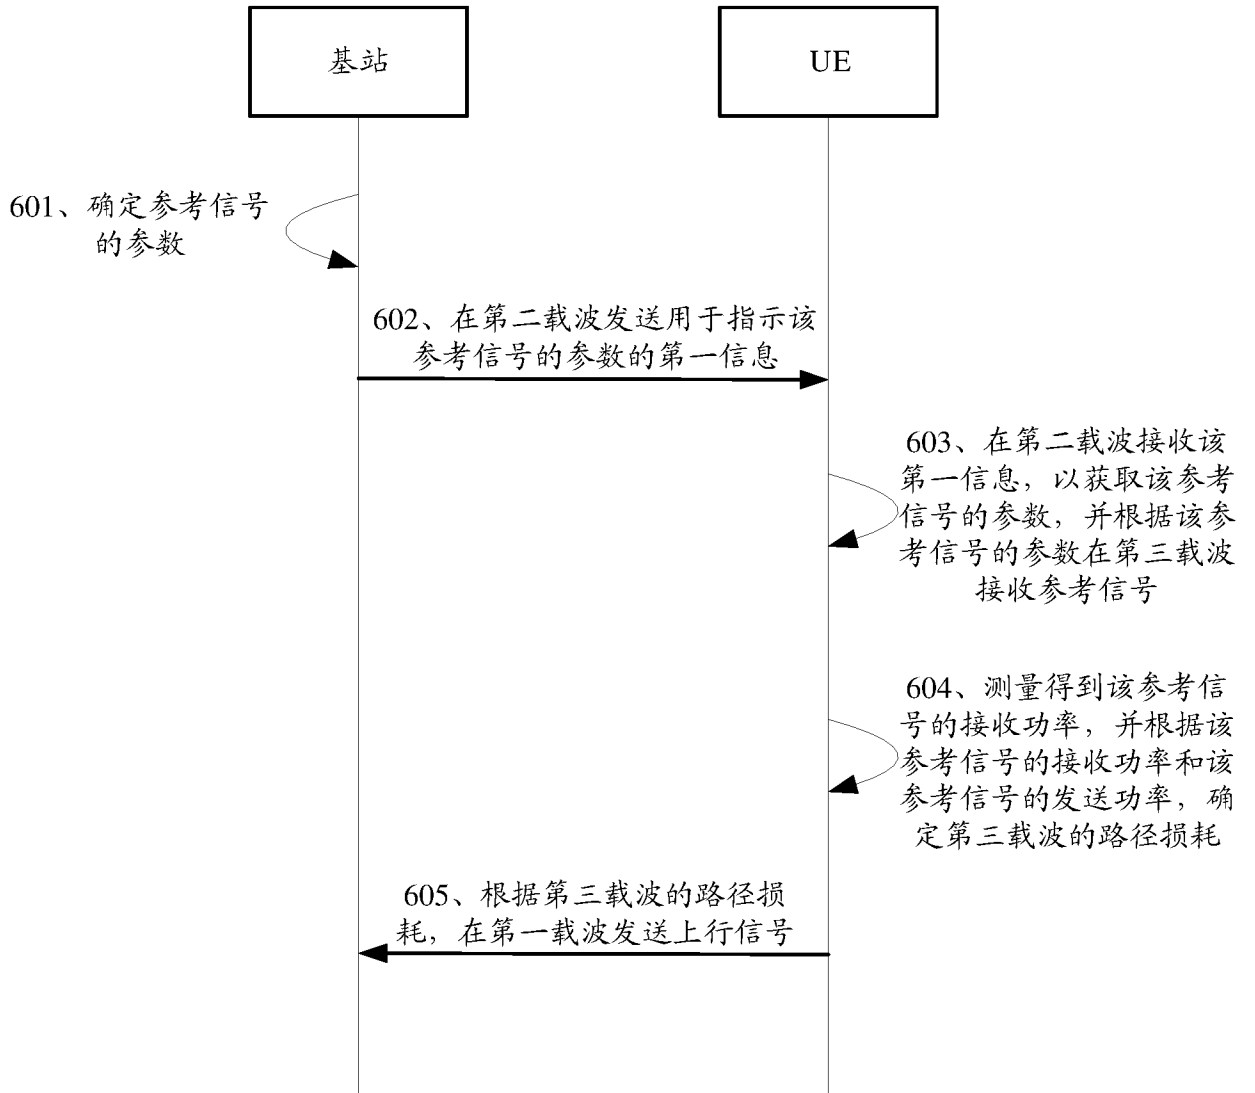 基站
UE
601、确定参考信号
的参数
602、在第二载波发送用于指示该
参考信号的参数的第一信息
603、在第二载波接收该
第一信息，以获取该参考
信号的参数，并根据该参
考信号的参数在第三载波
接收参考信号
604、测量得到该参考信
号的接收功率，并根据该
参考信号的接收功率和该
参考信号的发送功率，确
定第三载波的路径损耗
605、根据第三载波的路径损
耗，在第一载波发送上行信号